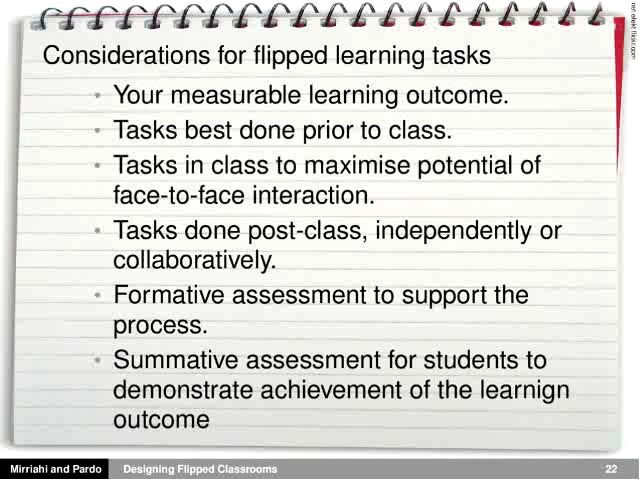 Considerations for flipped learning tasks
• Your measurable learning outcome.
• Tasks best done prior to class.
• Tasks in class to maximise potential of
face-to-face interaction.
• Tasks done post-class, independently or
collaboratively.
• Formative assessment to support the
process.
• Summative assessment for students to
demonstrate achievement of the learnign
outcome
Mirriahi and Pardo Designing Flipped Classrooms 22
flickr.com